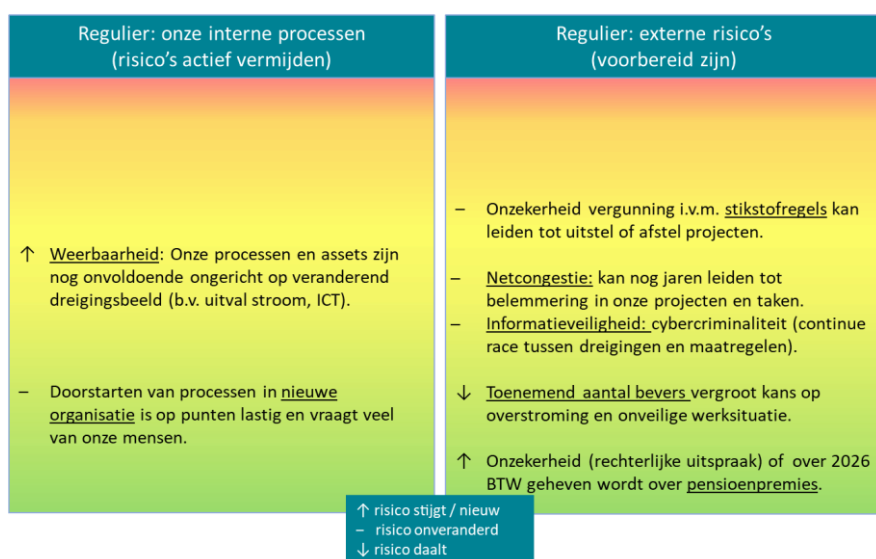 Regulier: onze interne processen
(risico's actief vermijden)
↑ Weerbaarheid: Onze processen en assets zijn
nog onvoldoende ongericht op veranderend
dreigingsbeeld (b.v. uitval stroom, ICT).
– Doorstarten van processen in nieuwe
organisatie is op punten lastig en vraagt veel
van onze mensen.
Regulier: externe risico's
(voorbereid zijn)
– Onzekerheid vergunning i.v.m. stikstofregels kan
leiden tot uitstel of afstel projecten.
– Netcongestie: kan nog jaren leiden tot
belemmering in onze projecten en taken.
– Informatieveiligheid: cybercriminaliteit (continue
race tussen dreigingen en maatregelen).
↓ Toenemend aantal bevers vergroot kans op
overstroming en onveilige werksituatie.
↑ Onzekerheid (rechterlijke uitspraak) of over 2026
BTW geheven wordt over pensioenpremies.
↑ risico stijgt / nieuw
– risico onveranderd
↓ risico daalt